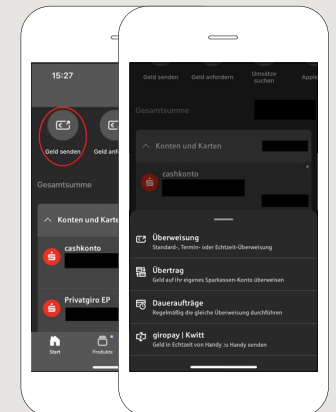 15:27
Geld senden
Geld anf
Gesamtsumme
Konten und Karte
cashkonto
Privatgiro EP
Start
Produkte
Geld senden
Geld anfordern
Umsätze
suchen
Apple
Gesamtsumme
Konten und Karten
cashkonto
Überweisung
Standard-, Termin- oder Echtzeit-Überweisung
Übertrag
Geld auf Ihr eigenes Sparkassen-Konto überweisen
Daueraufträge
Regelmäßig die gleiche Überweisung durchführen
giropay | Kwitt
Geld in Echtzeit von Handy zu Handy senden